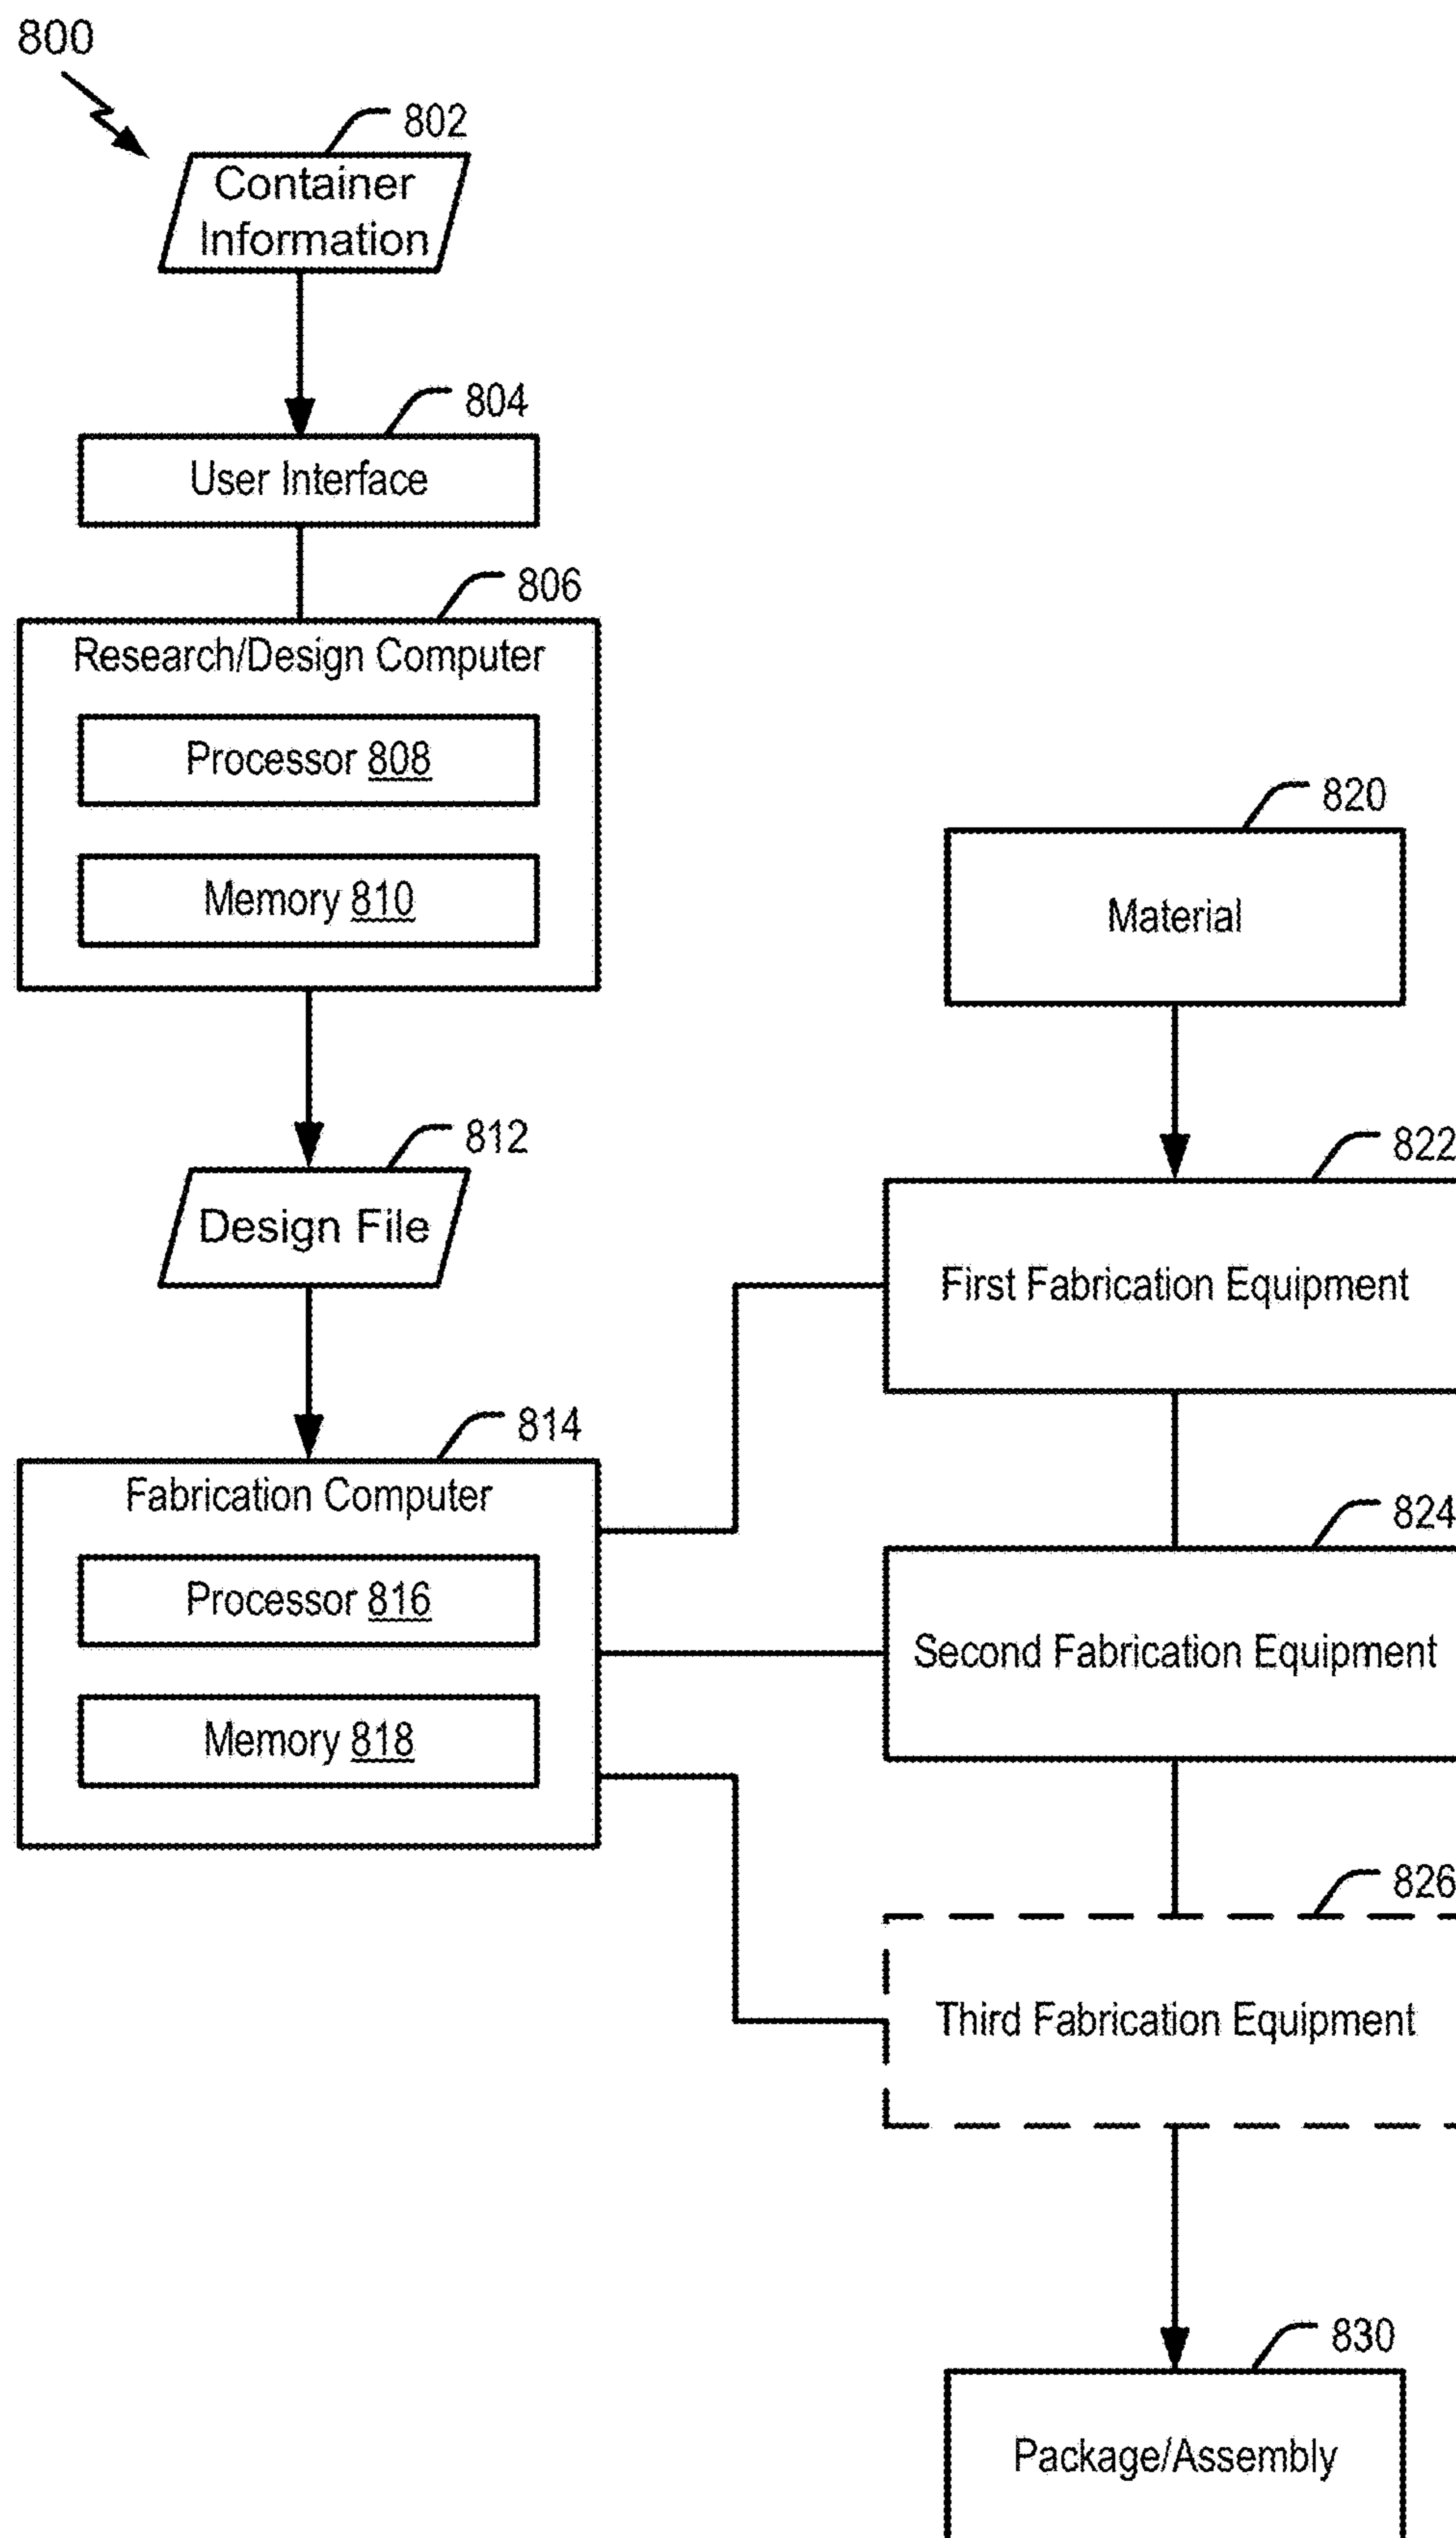 800
802
Container
Information
804
User Interface
806
Research/Design Computer
Processor 808
Memory 810
812
Design File
814
Fabrication Computer
Processor 816
Memory 818
820
Material
822
First Fabrication Equipment
824
Second Fabrication Equipment
826
Third Fabrication Equipment
830
Package/Assembly